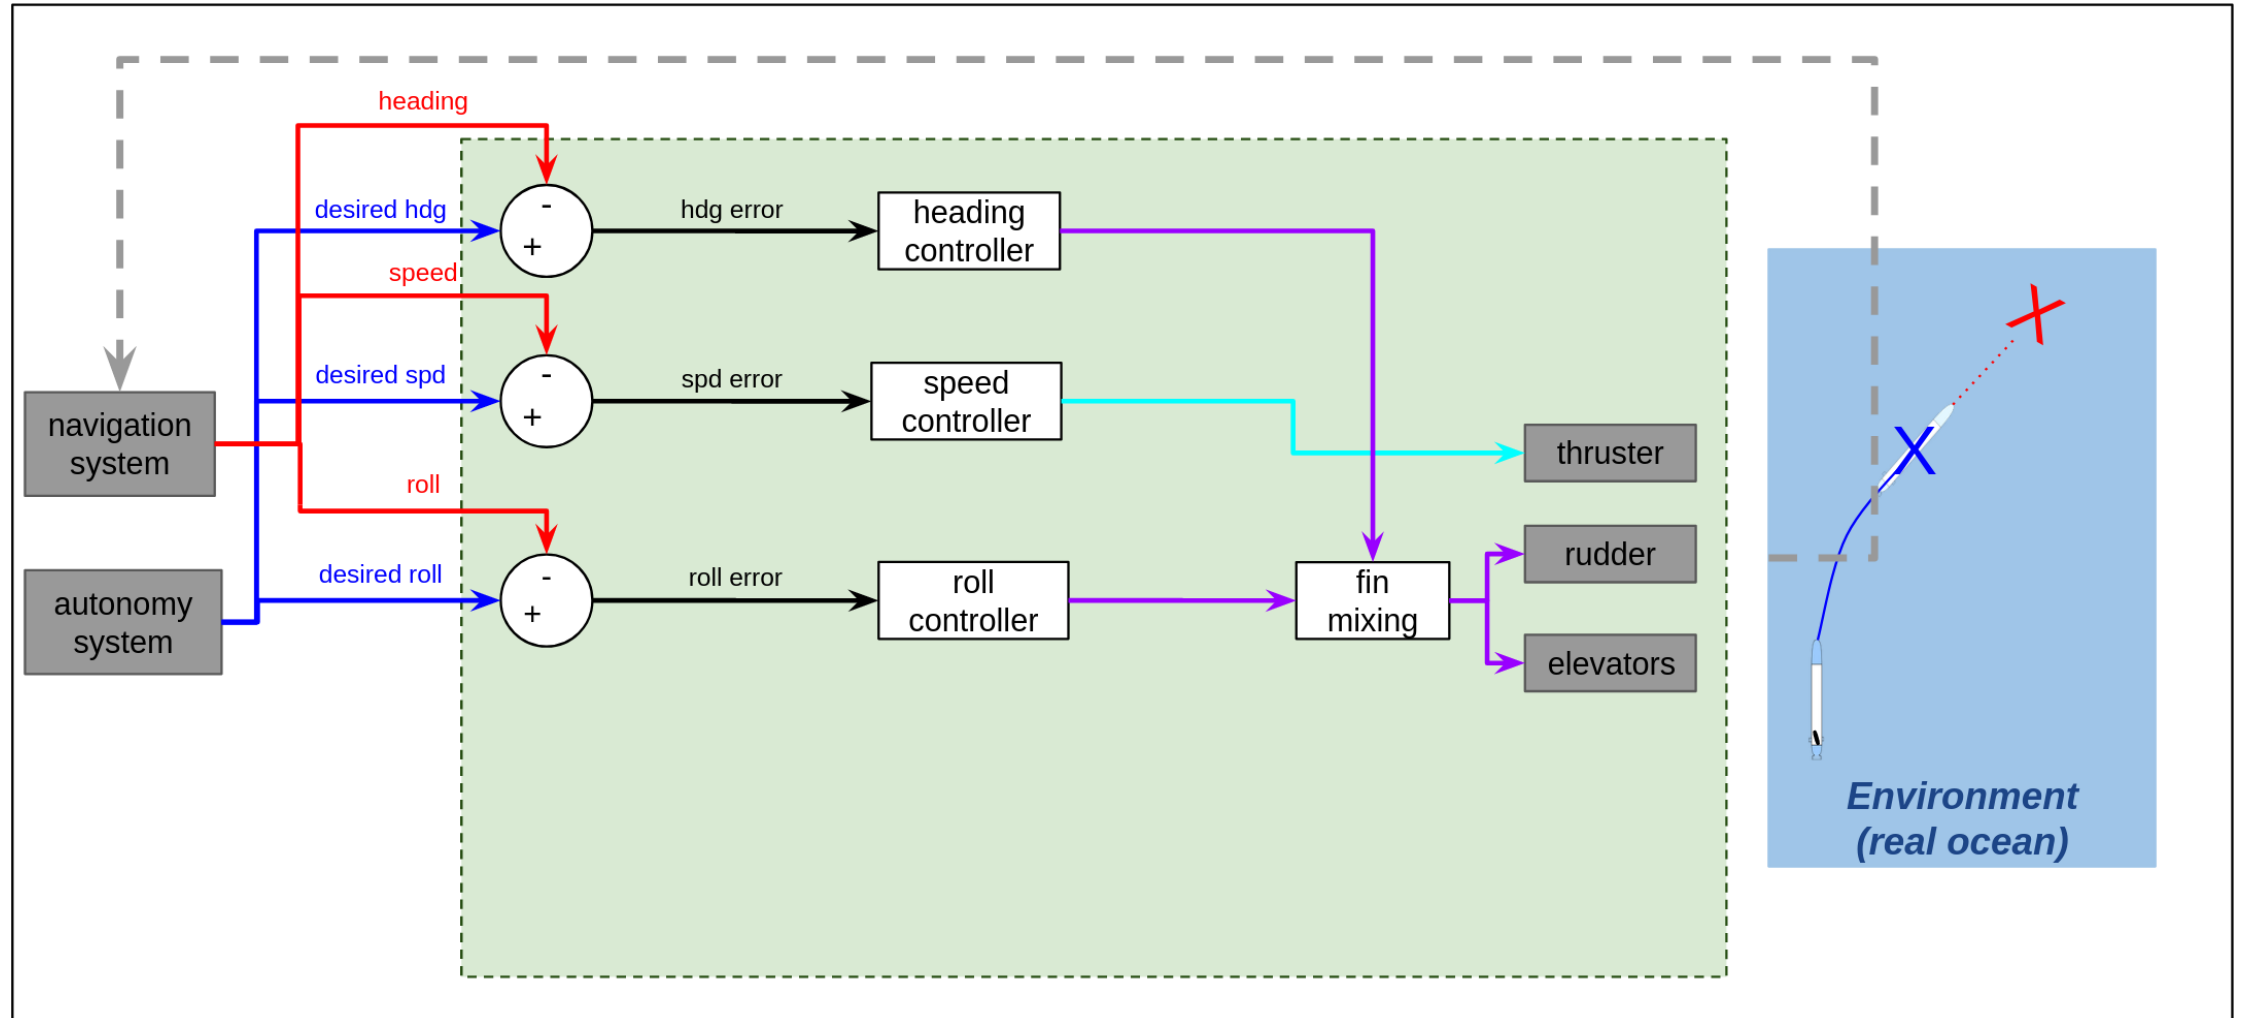 heading
desired hdg
-
+
hdg error
heading
controller
speed
desired spd
-
+
spd error
speed
controller
navigation
system
thruster
roll
desired roll
-
+
roll error
roll
controller
fin
mixing
rudder
elevators
autonomy
system
X
X
Environment
(real ocean)